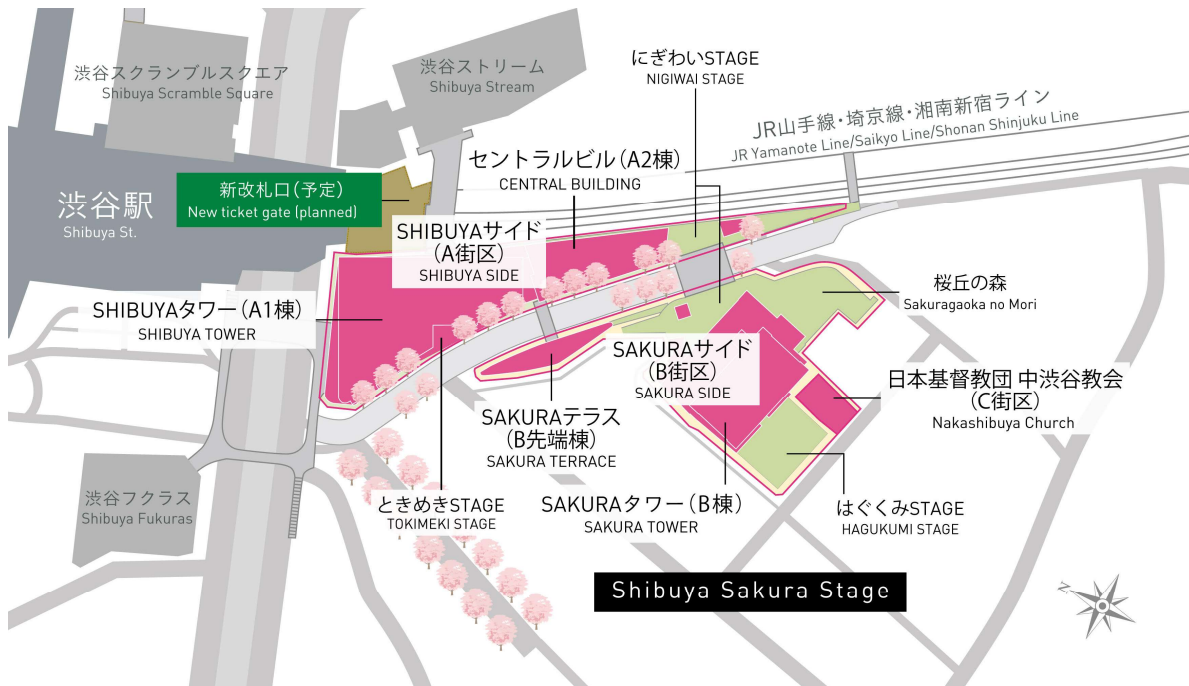 渋谷スクランブルスクエア
Shibuya Scramble Square
渋谷ストリーム
Shibuya Stream
にぎわいSTAGE
NIGIWAI STAGE
JR山手線・埼京線・湘南新宿ライン
JR Yamanote Line/Saikyo Line/Shonan Shinjuku Line
セントラルビル(A2棟)
CENTRAL BUILDING
渋谷駅
Shibuya St.
新改札口(予定)
New ticket gate (planned)
SHIBUYAサイド
(A街区)
SHIBUYA SIDE
桜丘の森
Sakuragaoka no Mori
SHIBUYAタワー(A1棟)
SHIBUYA TOWER
SAKURAサイド
(B街区)
SAKURA SIDE
日本基督教団 中渋谷教会
(C街区)
Nakashibuya Church
SAKURAテラス
(B先端棟)
SAKURA TERRACE
渋谷フクラス
Shibuya Fukuras
ときめきSTAGE
TOKIMEKI STAGE
SAKURAタワー(B棟)
SAKURA TOWER
はぐくみSTAGE
HAGUKUMI STAGE
Shibuya Sakura Stage
N